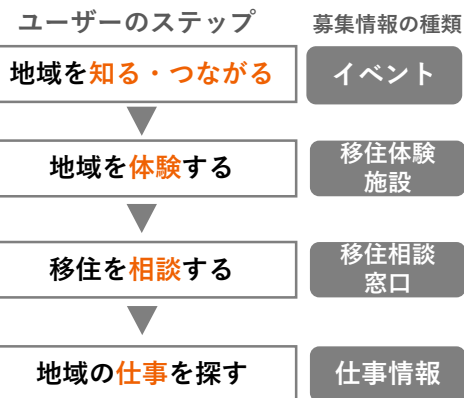 ユーザーのステップ
募集情報の種類
地域を知る・つながる
イベント
地域を体験する
移住体験
施設
移住を相談する
移住相談
窓口
地域の仕事を探す
仕事情報